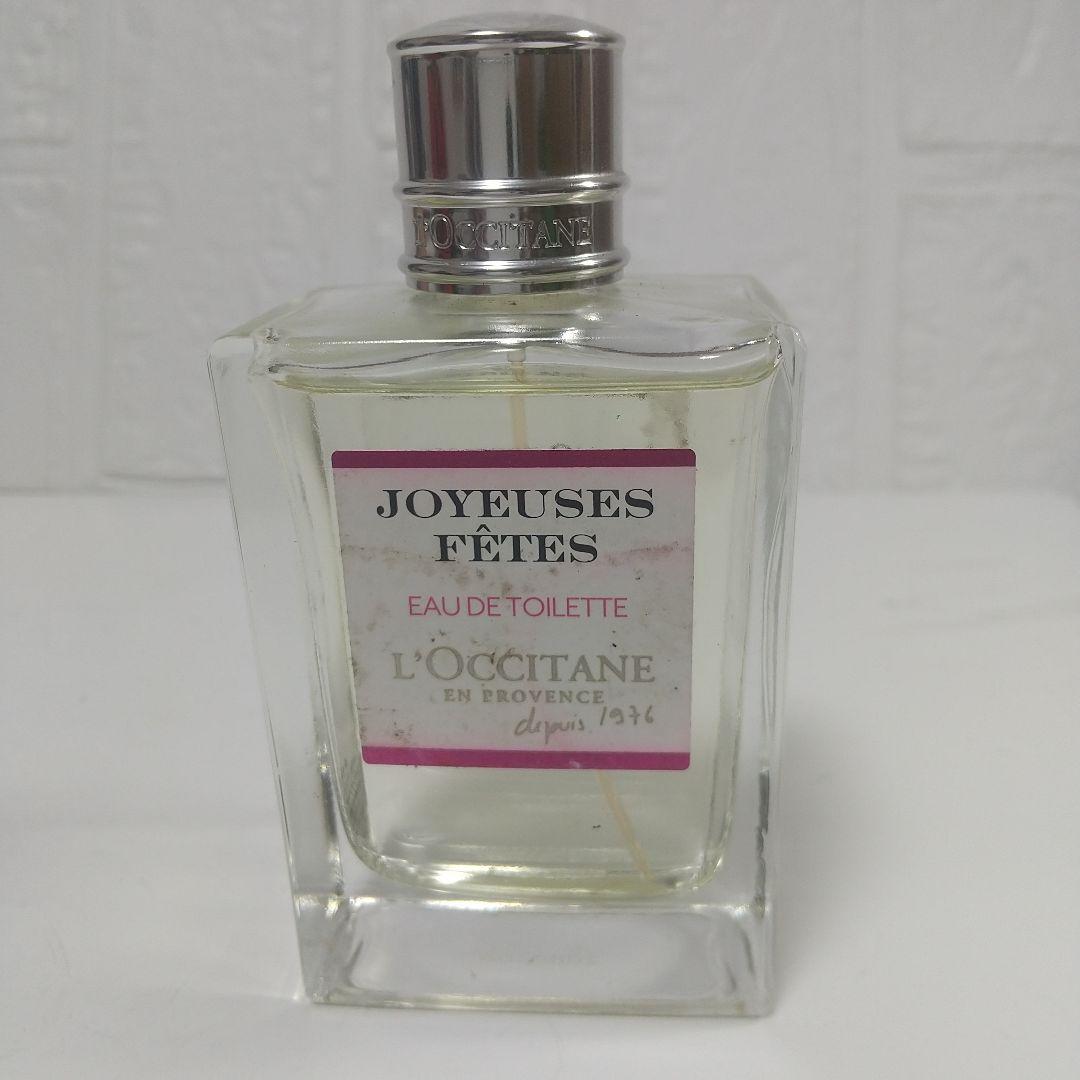 L'OCCITANE
JOYEUSES
FÊTES
EAU DE TOILETTE
L'OCCITANE
EN PROVENCE
depuis 1976